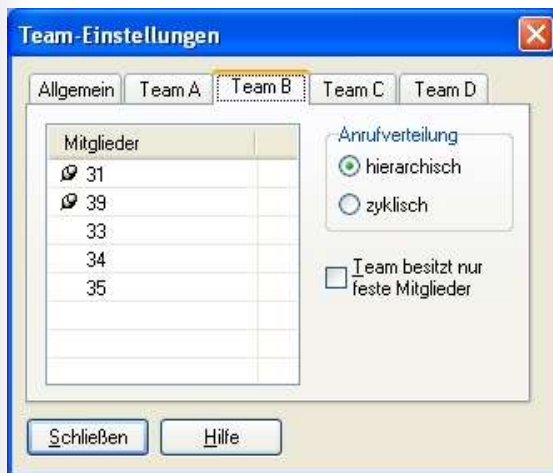 Team-Einstellungen
Allgemein Team A Team B Team C Team D
Mitglieder
31
39
33
34
35
Anrufverteilung
hierarchisch
zyklisch
Team besitzt nur
feste Mitglieder
Schließen Hilfe